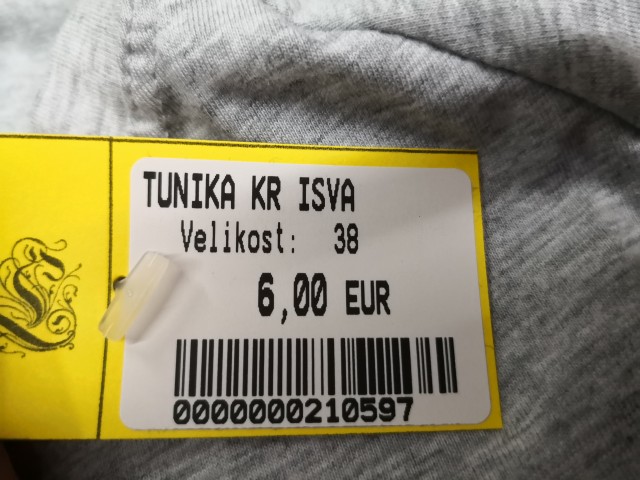 TUNIKA KR ISVA
Velikost: 38
6,00 EUR
0000000210597